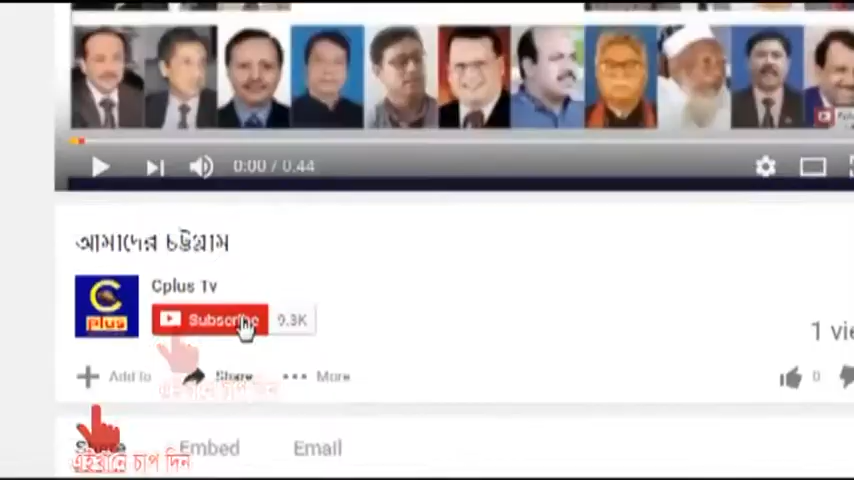 0:00 / 0:44
আমাদের চট্টগ্রাম
C plus
Cplus Tv
Subscribe 9.3K
1 vie
Add to Share More
0
Share Embed Email
এইখানে চাপ দিন